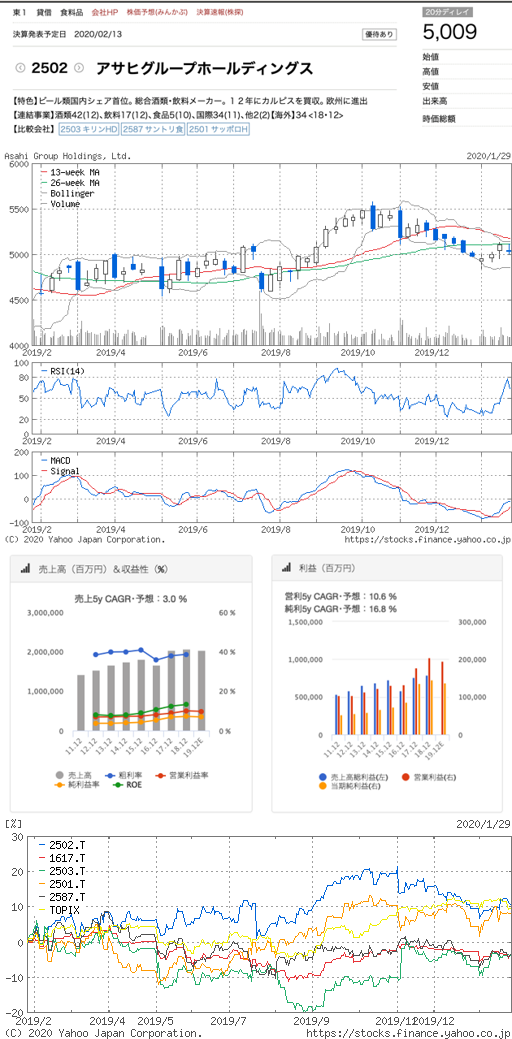 東1 貸借 食料品 会社HP 株価予想(みんかぶ) 決算速報(株探)
20分ディレイ
5,009
決算発表予定日 2020/02/13
優待あり
2502 アサヒグループホールディングス
始値
高値
安値
出来高
時価総額
【特色】ビール類国内シェア首位。総合酒類・飲料メーカー。12年にカルピスを買収。欧州に進出
【連結事業】酒類42(12)、飲料17(12)、食品5(10)、国際34(11)、他2(2)【海外】34 <18・12>
【比較会社】 2503 キリンHD 2587 サントリ食 2501 サッポロH
Asahi Group Holdings, Ltd. 2020/1/29
6000
5500
5000
4500
4000
13-week MA
26-week MA
Bollinger
Volume
2019/2 2019/4 2019/6 2019/8 2019/10 2019/12
100
80
60
40
20
0
RSI(14)
2019/2 2019/4 2019/6 2019/8 2019/10 2019/12
200
100
0
-100
MACD
Signal
2019/2 2019/4 2019/6 2019/8 2019/10 2019/12
(C) 2020 Yahoo Japan Corporation. https://stocks.finance.yahoo.co.jp
売上高（百万円）＆収益性（%）
売上5y CAGR・予想：3.0 %
3,000,000 60 %
2,000,000 40 %
1,000,000 20 %
0 0 %
11.12 12.12 13.12 14.12 15.12 16.12 17.12 18.12 19.12E
売上高 粗利率 営業利益率
純利益率 ROE
利益（百万円）
営利5y CAGR・予想：10.6 %
純利5y CAGR・予想：16.8 %
1,500,000 300,000
1,000,000 200,000
500,000 100,000
0 0
11.12 12.12 13.12 14.12 15.12 16.12 17.12 18.12 19.12E
売上高総利益(左) 営業利益(右)
当期純利益(右)
[%] 2020/1/29
30
20
10
0
-10
-20
2502.T
1617.T
2503.T
2501.T
2587.T
TOPIX
2019/2 2019/4 2019/5 2019/7 2019/9 2019/11 2019/12
(C) 2020 Yahoo Japan Corporation. https://stocks.finance.yahoo.co.jp